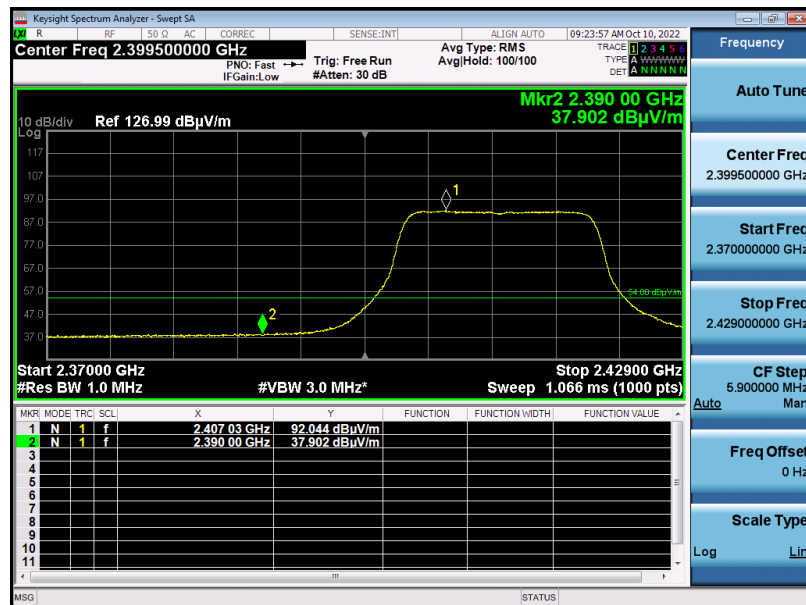 Keysight Spectrum Analyzer - Swept SA
LXI R RF 50 Ω AC CORREC SENSE:INT ALIGN AUTO 09:23:57 AM Oct 10, 2022
Center Freq 2.399500000 GHz
PNO: Fast
IFGain:Low
Trig: Free Run
#Atten: 30 dB
Avg Type: RMS
Avg|Hold: 100/100
TRACE 1 2 3 4 5 6
TYPE A WWWWW
DET A N N N N N
Mkr2 2.390 00 GHz
37.902 dBµV/m
10 dB/div Ref 126.99 dBµV/m
Log
117
107
97.0
87.0
77.0
67.0
57.0
47.0
37.0
1
2
54.00 dBµV/m
Start 2.37000 GHz Stop 2.42900 GHz
#Res BW 1.0 MHz #VBW 3.0 MHz* Sweep 1.066 ms (1000 pts)
MKR MODE TRC SCL X Y FUNCTION FUNCTION WIDTH FUNCTION VALUE
1 N 1 f 2.407 03 GHz 92.044 dBµV/m
2 N 1 f 2.390 00 GHz 37.902 dBµV/m
3
4
5
6
7
8
9
10
11
MSG STATUS
Frequency
Auto Tune
Center Freq
2.399500000 GHz
Start Freq
2.370000000 GHz
Stop Freq
2.429000000 GHz
CF Step
5.900000 MHz
Auto Man
Freq Offset
0 Hz
Scale Type
Log Lin